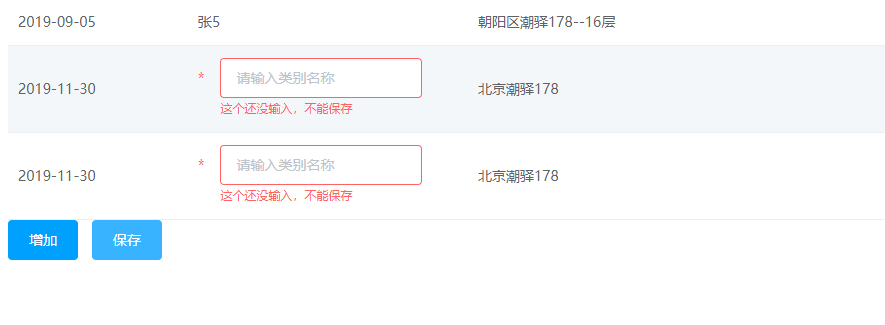 2019-09-05 张5 朝阳区潮驿178--16层
2019-11-30 * 请输入类别名称 北京潮驿178
这个还没输入，不能保存
2019-11-30 * 请输入类别名称 北京潮驿178
这个还没输入，不能保存
增加 保存